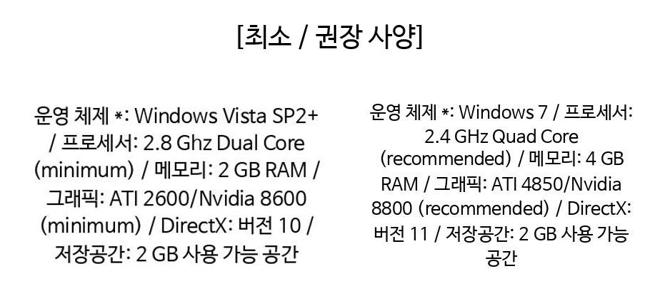 [최소 / 권장 사양]
운영 체제 *: Windows Vista SP2+
/ 프로세서: 2.8 Ghz Dual Core
(minimum) / 메모리: 2 GB RAM /
그래픽: ATI 2600/Nvidia 8600
(minimum) / DirectX: 버전 10 /
저장공간: 2 GB 사용 가능 공간
운영 체제 *: Windows 7 / 프로세서:
2.4 GHz Quad Core
(recommended) / 메모리: 4 GB
RAM / 그래픽: ATI 4850/Nvidia
8800 (recommended) / DirectX:
버전 11 / 저장공간: 2 GB 사용 가능
공간